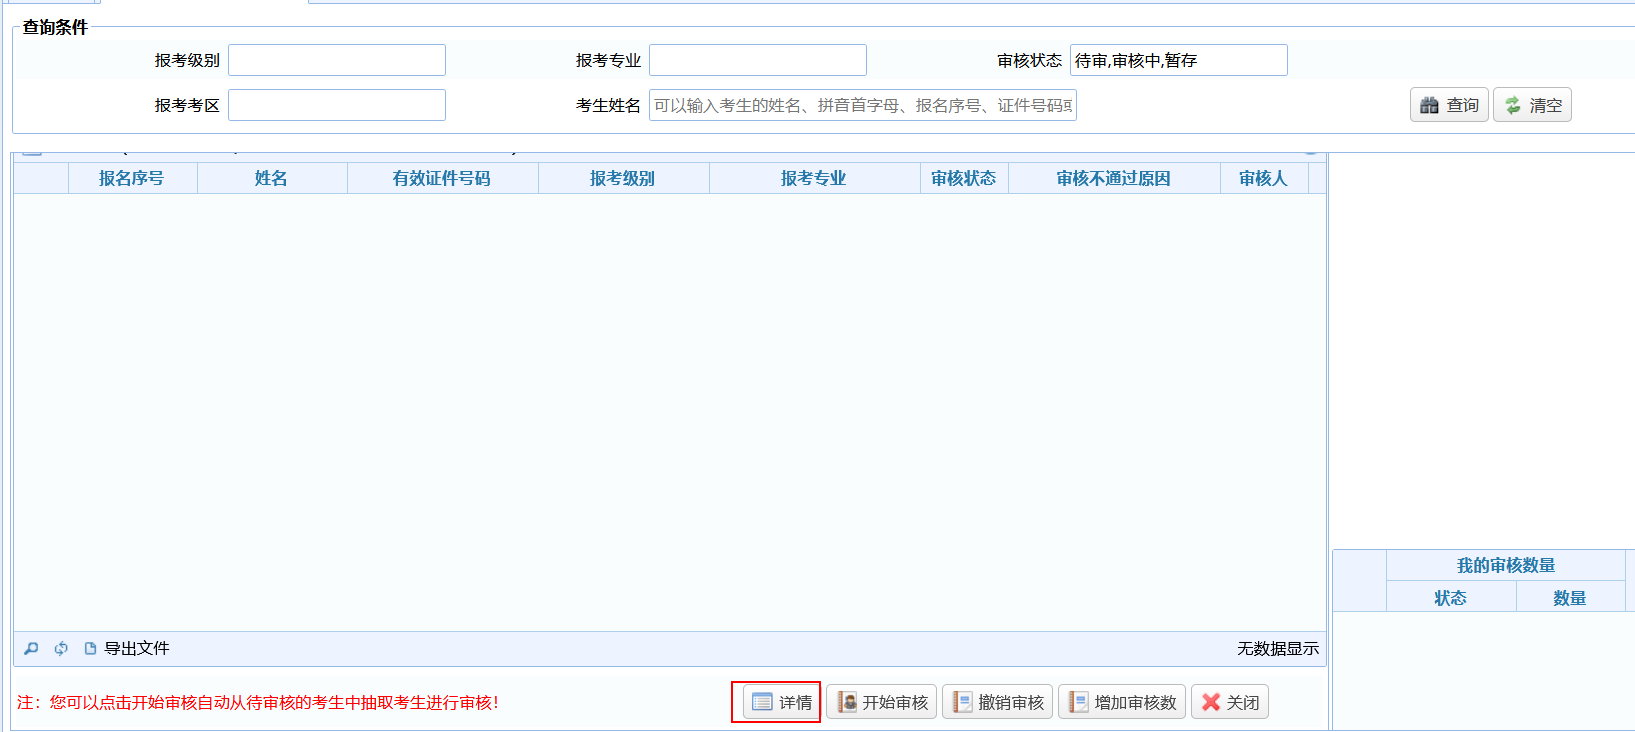 查询条件
报考级别 报考专业 审核状态 待审,审核中,暂存
报考考区 考生姓名 可以输入考生的姓名、拼音首字母、报名序号、证件号码 查询 清空
报名序号 姓名 有效证件号码 报考级别 报考专业 审核状态 审核不通过原因 审核人
我的审核数量
状态 数量
导出文件 无数据显示
注：您可以点击开始审核自动从待审核的考生中抽取考生进行审核！ 详情 开始审核 撤销审核 增加审核数 关闭